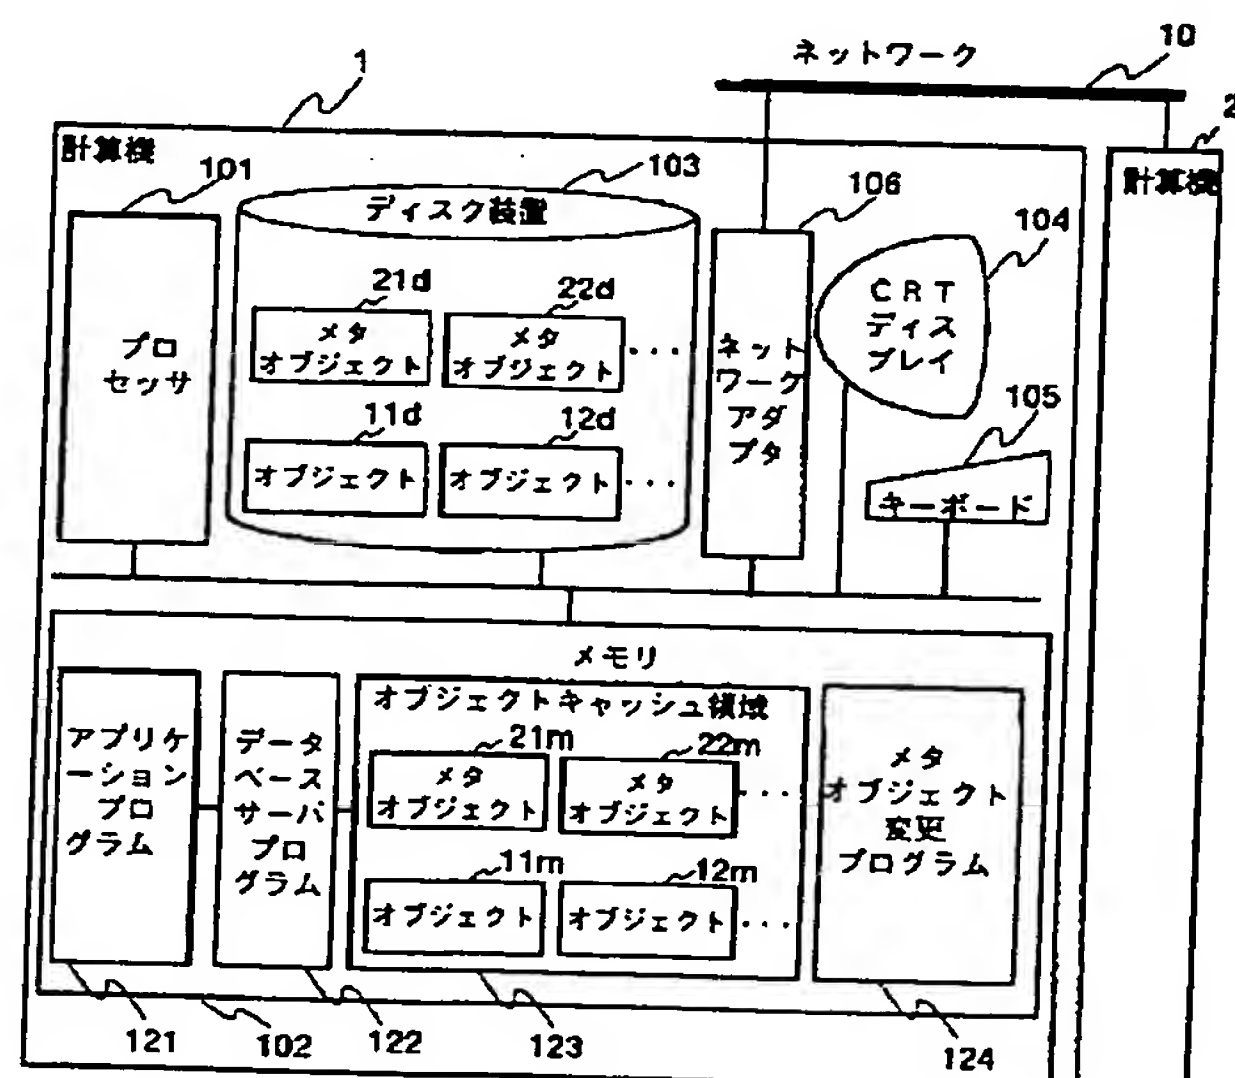 ネットワーク
10
1
2
計算機
計算機
101
103
106
104
ディスク装置
プロ
セッサ
21d
22d
メタ
オブジェクト
メタ
オブジェクト
...
11d
12d
オブジェクト
オブジェクト
...
ネット
ワーク
アダ
プタ
CRT
ディス
プレイ
105
キーボード
メモリ
アプリケ
ーション
プロ
グラム
データ
ベース
サーバ
プロ
グラム
オブジェクトキャッシュ領域
21m
22m
メタ
オブジェクト
メタ
オブジェクト
...
11m
12m
オブジェクト
オブジェクト
...
メタ
オブジェクト
変更
プログラム
121
102
122
123
124